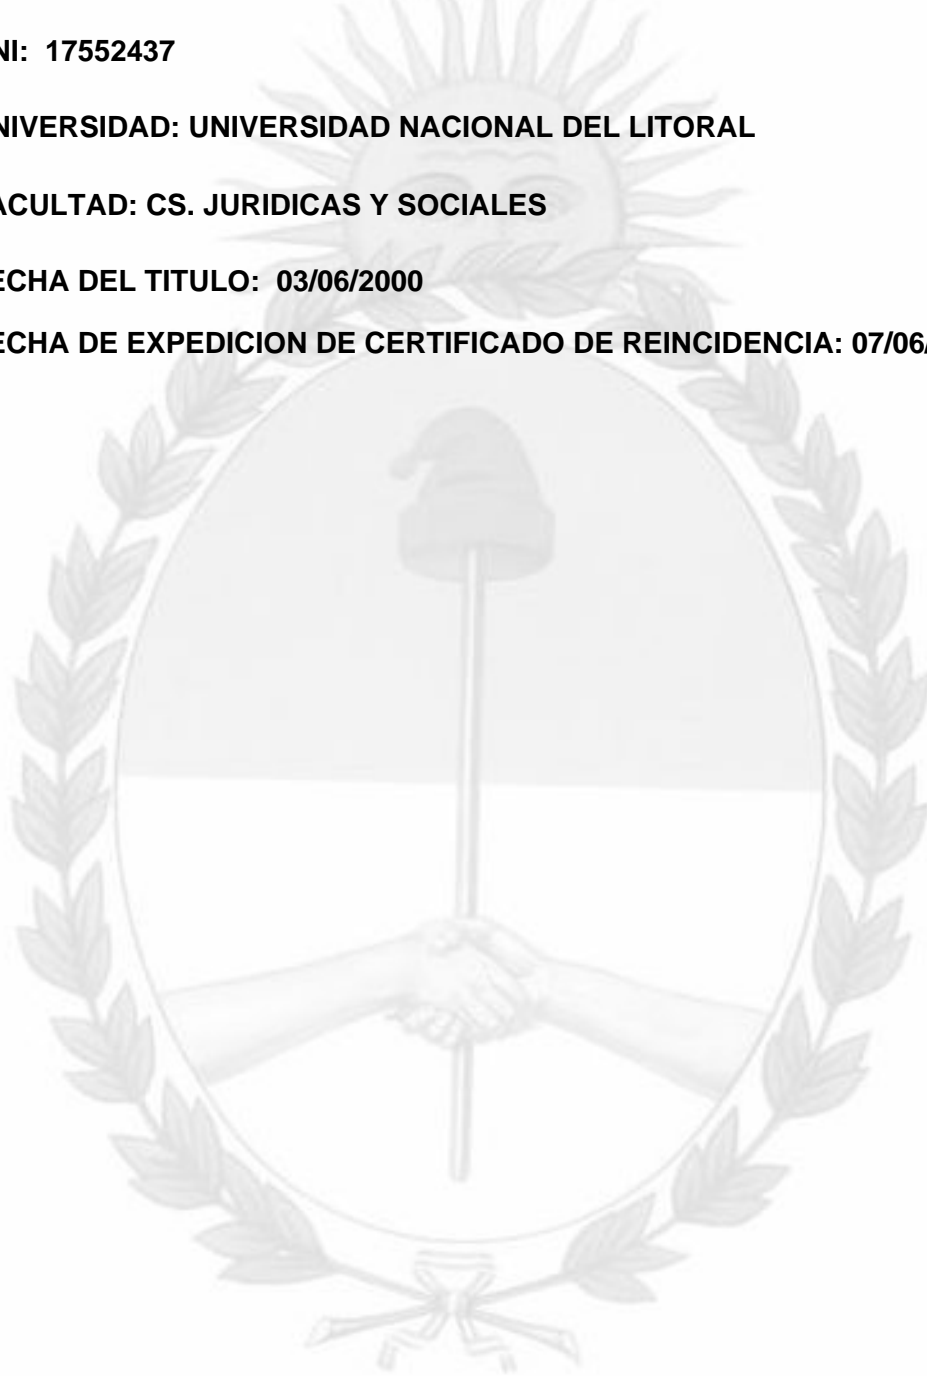 NI: 17552437
NIVERSIDAD: UNIVERSIDAD NACIONAL DEL LITORAL
ACULTAD: CS. JURIDICAS Y SOCIALES
ECHA DEL TITULO: 03/06/2000
ECHA DE EXPEDICION DE CERTIFICADO DE REINCIDENCIA: 07/06/